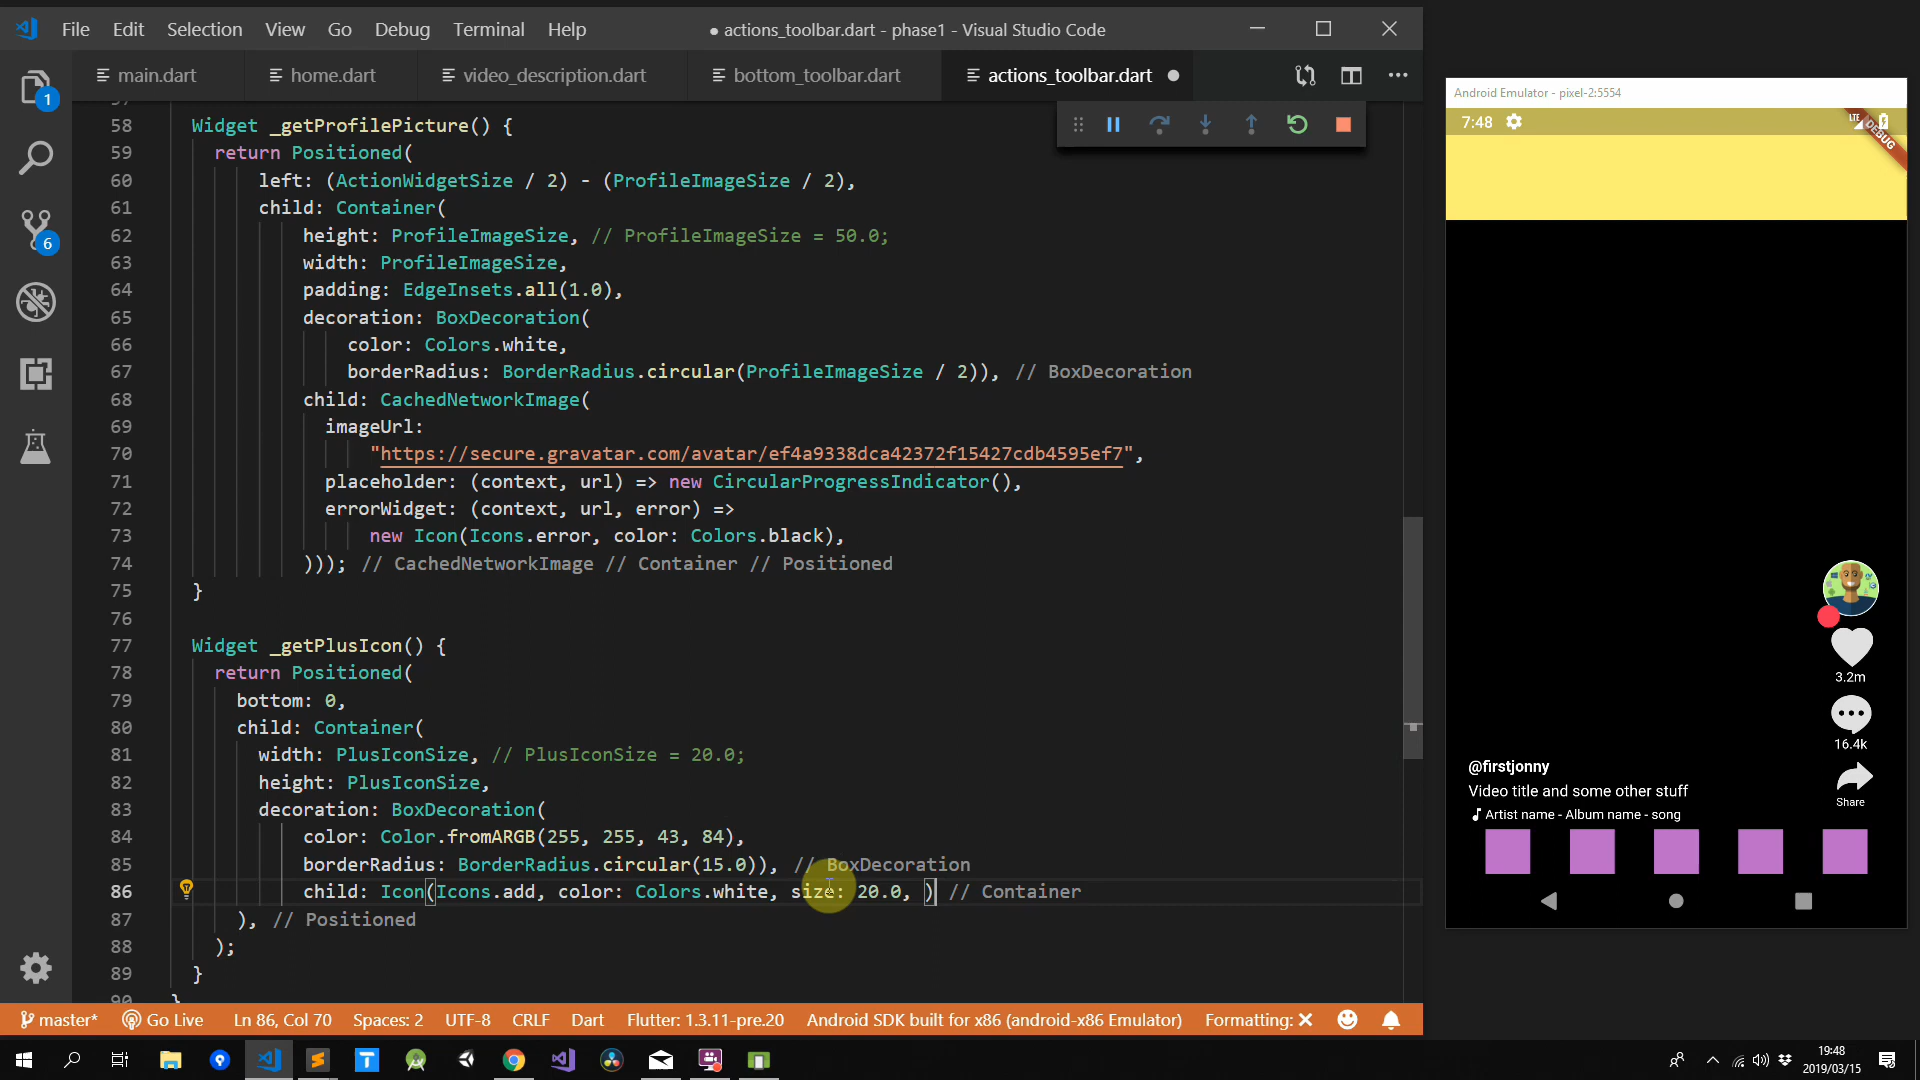 File Edit Selection View Go Debug Terminal Help
● actions_toolbar.dart - phase1 - Visual Studio Code
main.dart home.dart video_description.dart bottom_toolbar.dart actions_toolbar.dart ●
1
6
58 Widget _getProfilePicture() {
59 return Positioned(
60 left: (ActionWidgetSize / 2) - (ProfileImageSize / 2),
61 child: Container(
62 height: ProfileImageSize, // ProfileImageSize = 50.0;
63 width: ProfileImageSize,
64 padding: EdgeInsets.all(1.0),
65 decoration: BoxDecoration(
66 color: Colors.white,
67 borderRadius: BorderRadius.circular(ProfileImageSize / 2)), // BoxDecoration
68 child: CachedNetworkImage(
69 imageUrl:
70 "https://secure.gravatar.com/avatar/ef4a9338dca42372f15427cdb4595ef7",
71 placeholder: (context, url) => new CircularProgressIndicator(),
72 errorWidget: (context, url, error) =>
73 new Icon(Icons.error, color: Colors.black),
74 ))); // CachedNetworkImage // Container // Positioned
75 }
76
77 Widget _getPlusIcon() {
78 return Positioned(
79 bottom: 0,
80 child: Container(
81 width: PlusIconSize, // PlusIconSize = 20.0;
82 height: PlusIconSize,
83 decoration: BoxDecoration(
84 color: Color.fromARGB(255, 255, 43, 84),
85 borderRadius: BorderRadius.circular(15.0)), // BoxDecoration
86 child: Icon(Icons.add, color: Colors.white, size: 20.0, ) // Container
87 ), // Positioned
88 );
89 }
90 }
master* Go Live Ln 86, Col 70 Spaces: 2 UTF-8 CRLF Dart Flutter: 1.3.11-pre.20 Android SDK built for x86 (android-x86 Emulator) Formatting: ✕
Android Emulator - pixel-2:5554
7:48
LTE
DEBUG
3.2m
16.4k
Share
@firstjonny
Video title and some other stuff
Artist name - Album name - song
19:48
2019/03/15